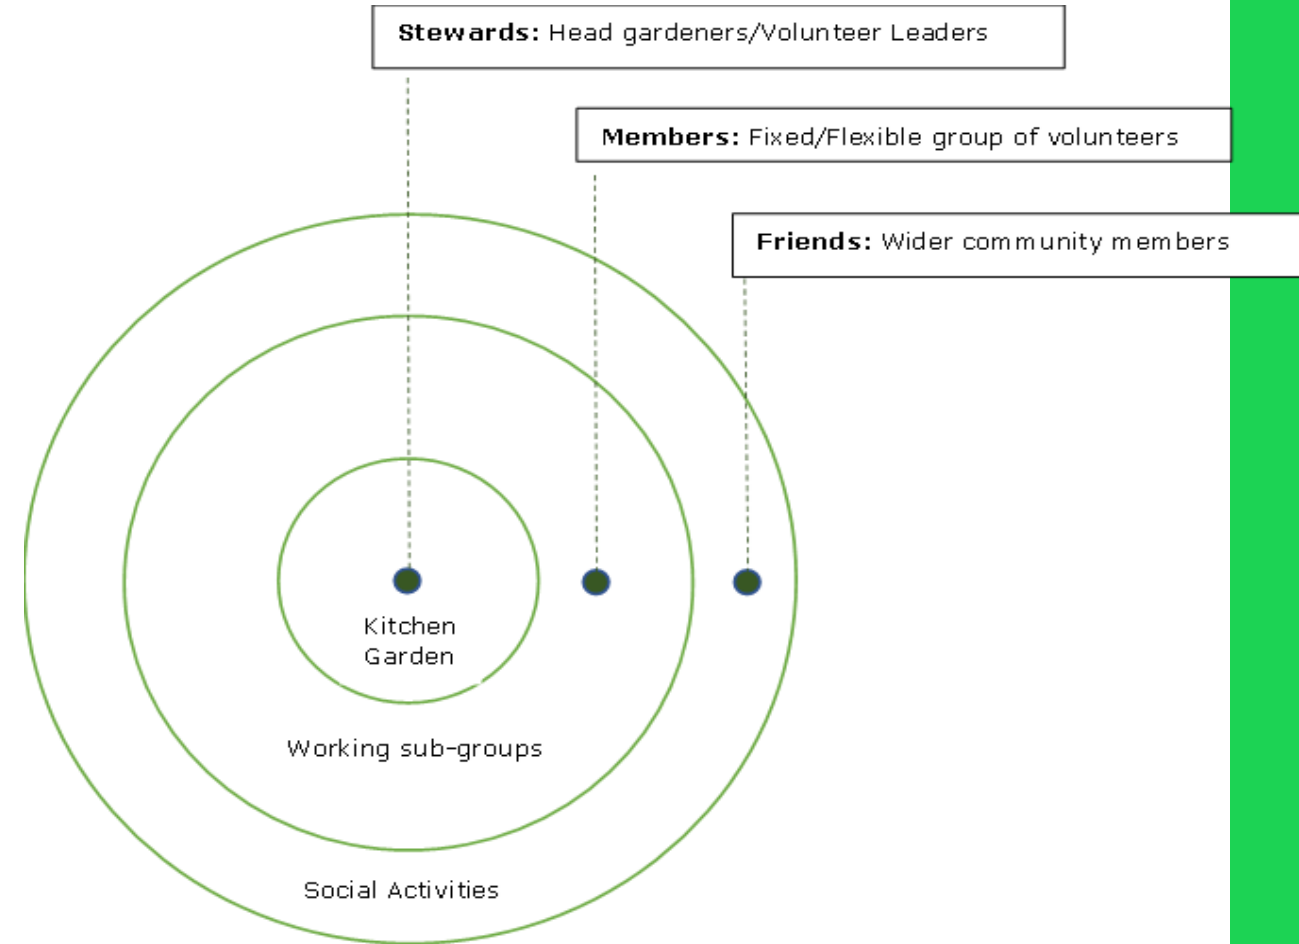 Stewards: Head gardeners/Volunteer Leaders
Members: Fixed/Flexible group of volunteers
Friends: Wider community members
Kitchen
Garden
Working sub-groups
Social Activities